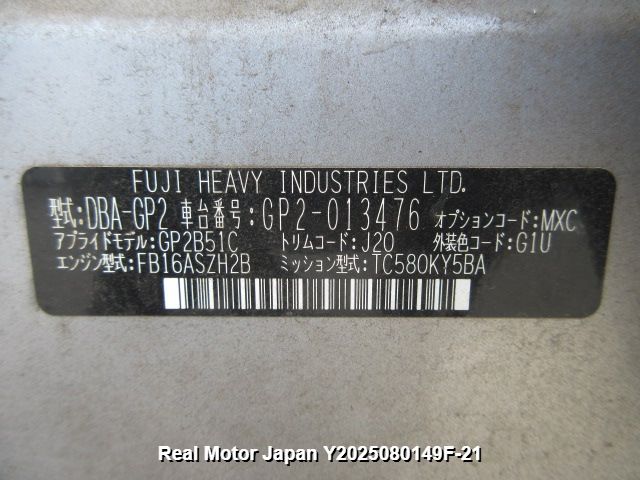 FUJI HEAVY INDUSTRIES LTD.
型式:DBA-GP2 車台番号:GP2-013476 オプションコード:MXC
アプライドモデル:GP2B51C トリムコード:J20 外装色コード:G1U
エンジン型式:FB16ASZH2B ミッション型式:TC580KY5BA
Real Motor Japan Y2025080149F-21